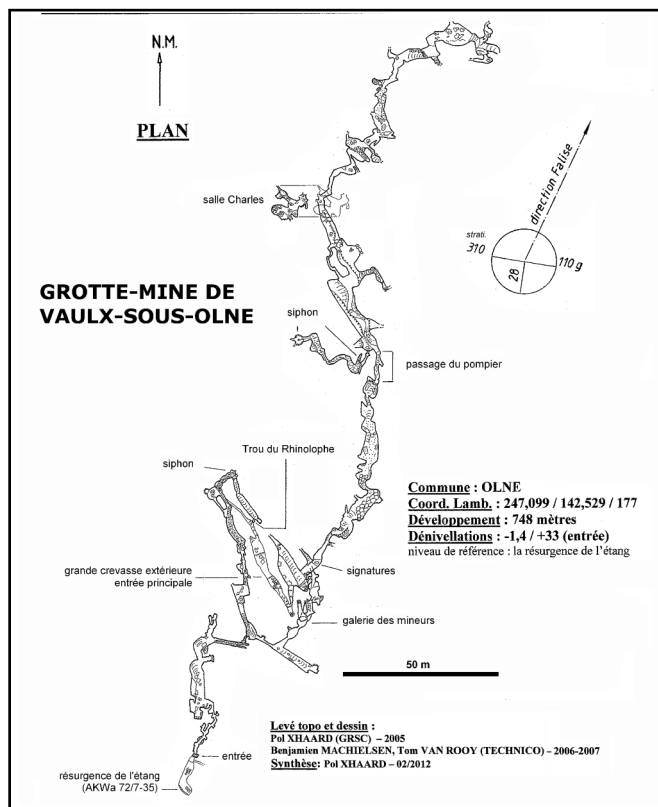 N.M.
PLAN
salle Charles
direction Falise
strati.
310
110 g
28
GROTTE-MINE DE
VAULX-SOUS-OLNE
siphon
passage du pompier
Trou du Rhinolophe
siphon
Commune : OLNE
Coord. Lamb. : 247,099 / 142,529 / 177
Développement : 748 mètres
Dénivellations : -1,4 / +33 (entrée)
niveau de référence : la résurgence de l'étang
grande crevasse extérieure
entrée principale
signatures
galerie des mineurs
50 m
Levé topo et dessin :
Pol XHAARD (GRSC) – 2005
Benjamien MACHIELSEN, Tom VAN ROOY (TECHNICO) – 2006-2007
Synthèse: Pol XHAARD – 02/2012
entrée
résurgence de l'étang
(AKWa 72/7-35)